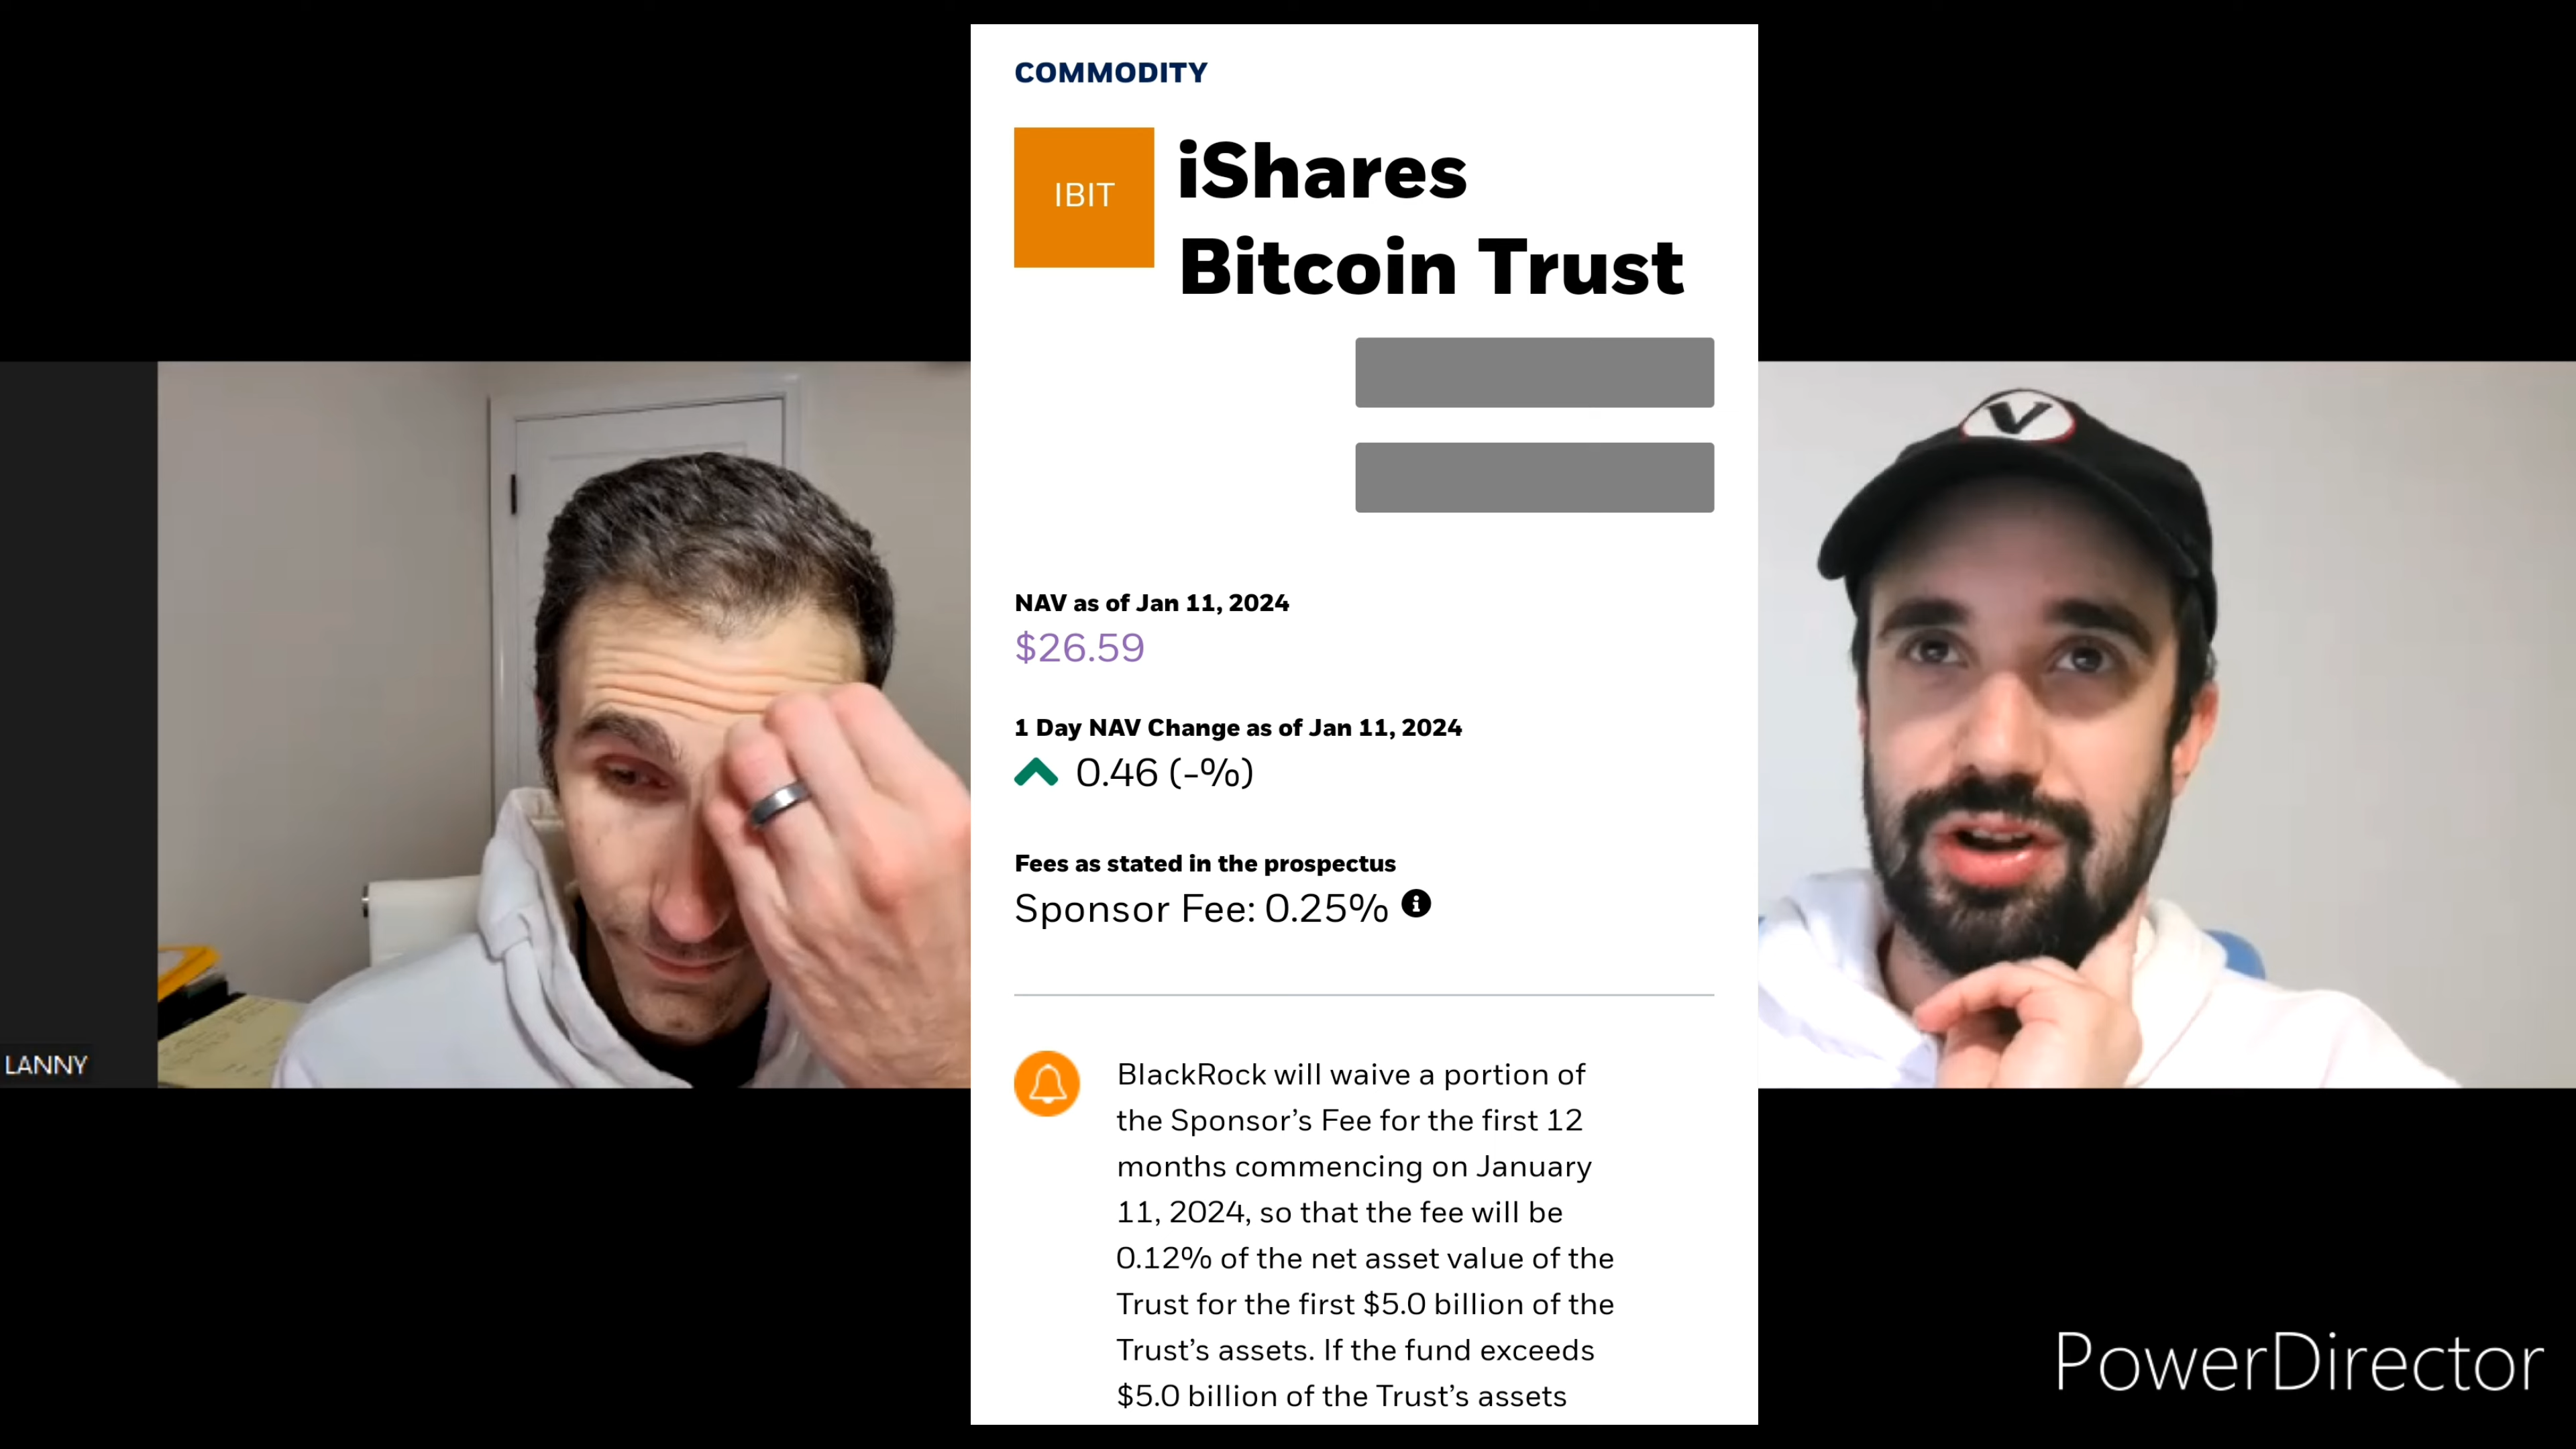 COMMODITY
IBIT
iShares
Bitcoin Trust
NAV as of Jan 11, 2024
$26.59
1 Day NAV Change as of Jan 11, 2024
0.46 (-%)
Fees as stated in the prospectus
Sponsor Fee: 0.25%
BlackRock will waive a portion of
the Sponsor's Fee for the first 12
months commencing on January
11, 2024, so that the fee will be
0.12% of the net asset value of the
Trust for the first $5.0 billion of the
Trust's assets. If the fund exceeds
$5.0 billion of the Trust's assets
LANNY
V
PowerDirector